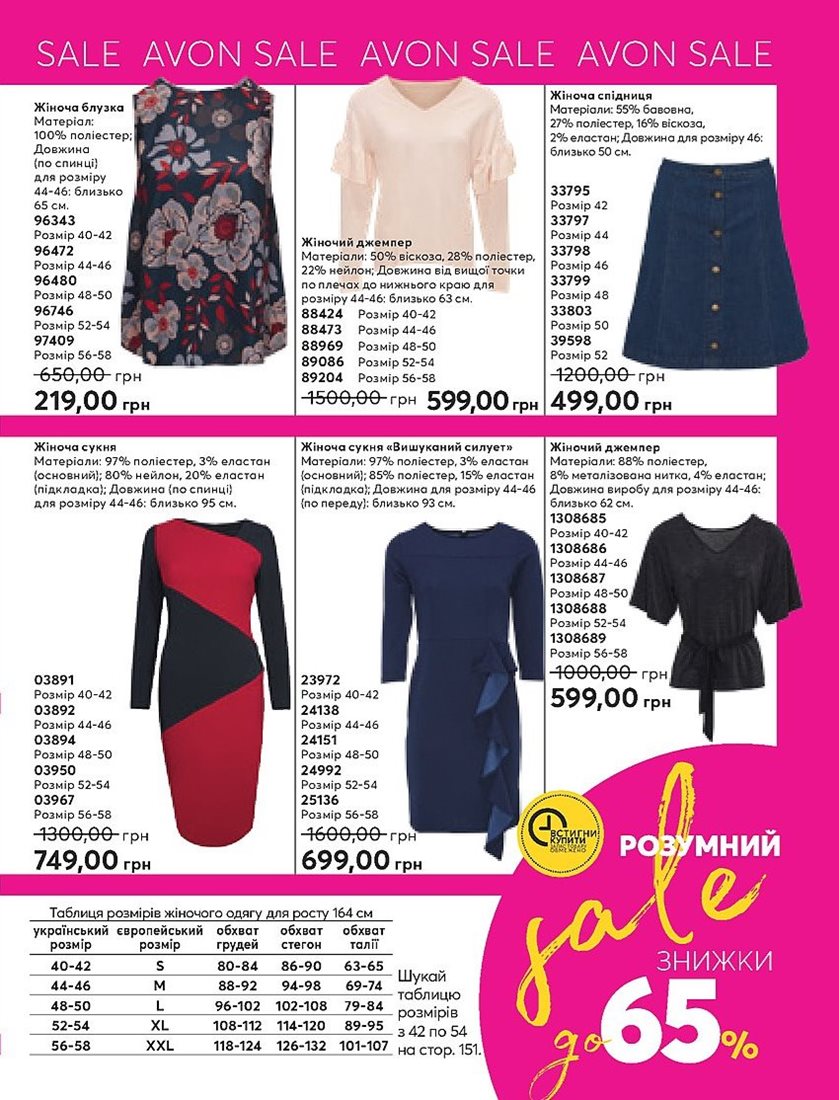 SALE AVON SALE AVON SALE AVON SALE
Жіноча блузка
Матеріал:
100% поліестер;
Довжина
(по спинці)
для розміру
44-46: близько
65 см.
96343
Розмір 40-42
96472
Розмір 44-46
96480
Розмір 48-50
96746
Розмір 52-54
97409
Розмір 56-58
650,00 грн
219,00 грн
Жіночий джемпер
Матеріали: 50% віскоза, 28% поліестер,
22% нейлон; Довжина від вищої точки
по плечах до нижнього краю для
розміру 44-46: близько 63 см.
88424 Розмір 40-42
88473 Розмір 44-46
88969 Розмір 48-50
89086 Розмір 52-54
89204 Розмір 56-58
1500,00 грн 599,00 грн
Жіноча спідниця
Матеріали: 55% бавовна,
27% поліестер, 16% віскоза,
2% еластан; Довжина для розміру 46:
близько 50 см.
33795
Розмір 42
33797
Розмір 44
33798
Розмір 46
33799
Розмір 48
33803
Розмір 50
39598
Розмір 52
1200,00 грн
499,00 грн
Жіноча сукня
Матеріали: 97% поліестер, 3% еластан
(основний); 80% нейлон, 20% еластан
(підкладка); Довжина (по спинці)
для розміру 44-46: близько 95 см.
03891
Розмір 40-42
03892
Розмір 44-46
03894
Розмір 48-50
03950
Розмір 52-54
03967
Розмір 56-58
1300,00 грн
749,00 грн
Жіноча сукня «Вишуканий силует»
Матеріали: 97% поліестер, 3% еластан
(основний); 85% поліестер, 15% еластан
(підкладка); Довжина для розміру 44-46
(по переду): близько 93 см.
23972
Розмір 40-42
24138
Розмір 44-46
24151
Розмір 48-50
24992
Розмір 52-54
25136
Розмір 56-58
1600,00 грн
699,00 грн
Жіночий джемпер
Матеріали: 88% поліестер,
8% металізована нитка, 4% еластан;
Довжина виробу для розміру 44-46:
близько 62 см.
1308685
Розмір 40-42
1308686
Розмір 44-46
1308687
Розмір 48-50
1308688
Розмір 52-54
1308689
Розмір 56-58
1000,00 грн
599,00 грн
Таблиця розмірів жіночого одягу для росту 164 см
український європейський обхват обхват обхват
розмір розмір грудей стегон талії
40-42 S 80-84 86-90 63-65
44-46 M 88-92 94-98 69-74
48-50 L 96-102 102-108 79-84
52-54 XL 108-112 114-120 89-95
56-58 XXL 118-124 126-132 101-107
Шукай
таблицю
розмірів
з 42 по 54
на стор. 151.
ВСТИГНИ
КУПИТИ
ОБМЕЖЕНО
РОЗУМНИЙ
sale
ЗНИЖКИ
до 65%